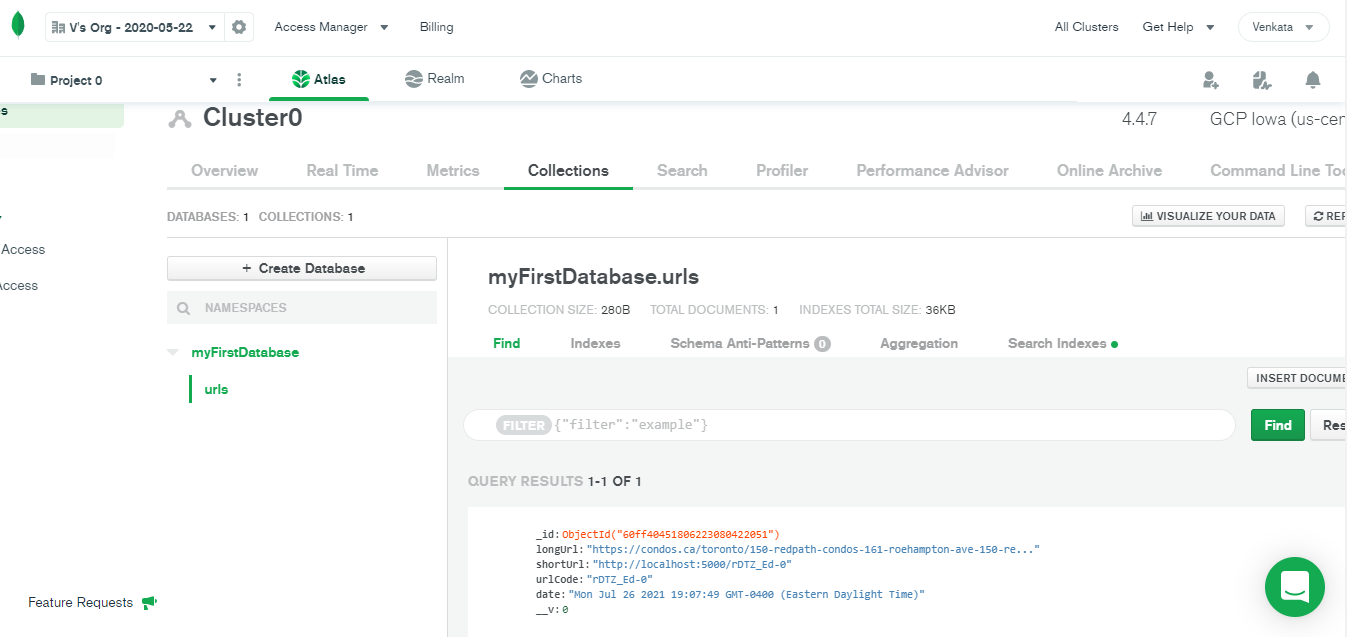 V's Org - 2020-05-22 Access Manager Billing All Clusters Get Help Venkata
Project 0 Atlas Realm Charts
s Cluster0 4.4.7 GCP Iowa (us-cen
Overview Real Time Metrics Collections Search Profiler Performance Advisor Online Archive Command Line Too
DATABASES: 1 COLLECTIONS: 1 VISUALIZE YOUR DATA REF
Access
Access
+ Create Database
NAMESPACES
myFirstDatabase
urls
myFirstDatabase.urls
COLLECTION SIZE: 280B TOTAL DOCUMENTS: 1 INDEXES TOTAL SIZE: 36KB
Find Indexes Schema Anti-Patterns 0 Aggregation Search Indexes
INSERT DOCUME
FILTER {"filter":"example"} Find Res
QUERY RESULTS 1-1 OF 1
_id: ObjectId("60ff40451806223080422051")
longUrl: "https://condos.ca/toronto/150-redpath-condos-161-roehampton-ave-150-re..."
shortUrl: "http://localhost:5000/rDTZ_Ed-0"
urlCode: "rDTZ_Ed-0"
date: "Mon Jul 26 2021 19:07:49 GMT-0400 (Eastern Daylight Time)"
__v: 0
Feature Requests